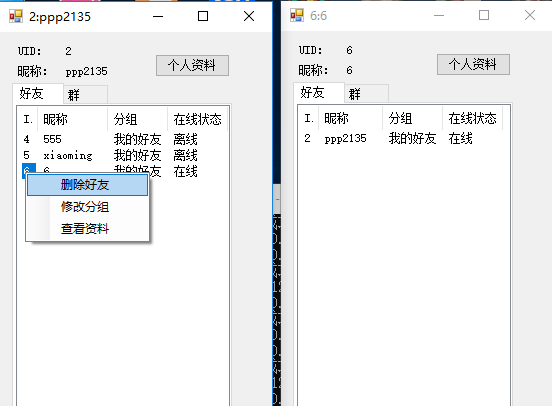 2:ppp2135
UID: 2
昵称: ppp2135
个人资料
好友 群
I. 昵称 分组 在线状态
4 555 我的好友 离线
5 xiaoming 我的好友 离线
6 6 我的好友 在线
删除好友
修改分组
查看资料
6:6
UID: 6
昵称: 6
个人资料
好友 群
I. 昵称 分组 在线状态
2 ppp2135 我的好友 在线